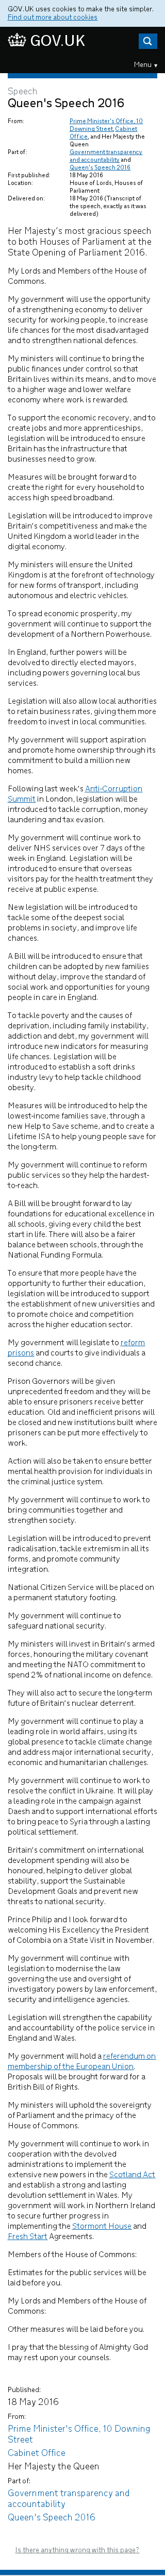 GOV.UK uses cookies to make the site simpler.
Find out more about cookies
GOV.UK
Menu
Speech
Queen's Speech 2016
From:
Prime Minister's Office, 10
Downing Street, Cabinet
Office, and Her Majesty the
Queen
Part of:
Government transparency
and accountability and
Queen's Speech 2016
First published:
18 May 2016
Location:
House of Lords, Houses of
Parliament
Delivered on:
18 May 2016 (Transcript of
the speech, exactly as it was
delivered)
Her Majesty's most gracious speech
to both Houses of Parliament at the
State Opening of Parliament 2016.
My Lords and Members of the House of
Commons.
My government will use the opportunity
of a strengthening economy to deliver
security for working people, to increase
life chances for the most disadvantaged
and to strengthen national defences.
My ministers will continue to bring the
public finances under control so that
Britain lives within its means, and to move
to a higher wage and lower welfare
economy where work is rewarded.
To support the economic recovery, and to
create jobs and more apprenticeships,
legislation will be introduced to ensure
Britain has the infrastructure that
businesses need to grow.
Measures will be brought forward to
create the right for every household to
access high speed broadband.
Legislation will be introduced to improve
Britain's competitiveness and make the
United Kingdom a world leader in the
digital economy.
My ministers will ensure the United
Kingdom is at the forefront of technology
for new forms of transport, including
autonomous and electric vehicles.
To spread economic prosperity, my
government will continue to support the
development of a Northern Powerhouse.
In England, further powers will be
devolved to directly elected mayors,
including powers governing local bus
services.
Legislation will also allow local authorities
to retain business rates, giving them more
freedom to invest in local communities.
My government will support aspiration
and promote home ownership through its
commitment to build a million new
homes.
Following last week's Anti-Corruption
Summit in London, legislation will be
introduced to tackle corruption, money
laundering and tax evasion.
My government will continue work to
deliver NHS services over 7 days of the
week in England. Legislation will be
introduced to ensure that overseas
visitors pay for the health treatment they
receive at public expense.
New legislation will be introduced to
tackle some of the deepest social
problems in society, and improve life
chances.
A Bill will be introduced to ensure that
children can be adopted by new families
without delay, improve the standard of
social work and opportunities for young
people in care in England.
To tackle poverty and the causes of
deprivation, including family instability,
addiction and debt, my government will
introduce new indicators for measuring
life chances. Legislation will be
introduced to establish a soft drinks
industry levy to help tackle childhood
obesity.
Measures will be introduced to help the
lowest-income families save, through a
new Help to Save scheme, and to create a
Lifetime ISA to help young people save for
the long-term.
My government will continue to reform
public services so they help the hardest-
to-reach.
A Bill will be brought forward to lay
foundations for educational excellence in
all schools, giving every child the best
start in life. There will also be a fairer
balance between schools, through the
National Funding Formula.
To ensure that more people have the
opportunity to further their education,
legislation will be introduced to support
the establishment of new universities and
to promote choice and competition
across the higher education sector.
My government will legislate to reform
prisons and courts to give individuals a
second chance.
Prison Governors will be given
unprecedented freedom and they will be
able to ensure prisoners receive better
education. Old and inefficient prisons will
be closed and new institutions built where
prisoners can be put more effectively to
work.
Action will also be taken to ensure better
mental health provision for individuals in
the criminal justice system.
My government will continue to work to
bring communities together and
strengthen society.
Legislation will be introduced to prevent
radicalisation, tackle extremism in all its
forms, and promote community
integration.
National Citizen Service will be placed on
a permanent statutory footing.
My government will continue to
safeguard national security.
My ministers will invest in Britain's armed
forces, honouring the military covenant
and meeting the NATO commitment to
spend 2% of national income on defence.
They will also act to secure the long-term
future of Britain's nuclear deterrent.
My government will continue to play a
leading role in world affairs, using its
global presence to tackle climate change
and address major international security,
economic and humanitarian challenges.
My government will continue to work to
resolve the conflict in Ukraine. It will play
a leading role in the campaign against
Daesh and to support international efforts
to bring peace to Syria through a lasting
political settlement.
Britain's commitment on international
development spending will also be
honoured, helping to deliver global
stability, support the Sustainable
Development Goals and prevent new
threats to national security.
Prince Philip and I look forward to
welcoming His Excellency the President
of Colombia on a State Visit in November.
My government will continue with
legislation to modernise the law
governing the use and oversight of
investigatory powers by law enforcement,
security and intelligence agencies.
Legislation will strengthen the capability
and accountability of the police service in
England and Wales.
My government will hold a referendum on
membership of the European Union.
Proposals will be brought forward for a
British Bill of Rights.
My ministers will uphold the sovereignty
of Parliament and the primacy of the
House of Commons.
My government will continue to work in
cooperation with the devolved
administrations to implement the
extensive new powers in the Scotland Act
and establish a strong and lasting
devolution settlement in Wales. My
government will work in Northern Ireland
to secure further progress in
implementing the Stormont House and
Fresh Start Agreements.
Members of the House of Commons:
Estimates for the public services will be
laid before you.
My Lords and Members of the House of
Commons:
Other measures will be laid before you.
I pray that the blessing of Almighty God
may rest upon your counsels.
Published:
18 May 2016
From:
Prime Minister's Office, 10 Downing
Street
Cabinet Office
Her Majesty the Queen
Part of:
Government transparency and
accountability
Queen's Speech 2016
Is there anything wrong with this page?